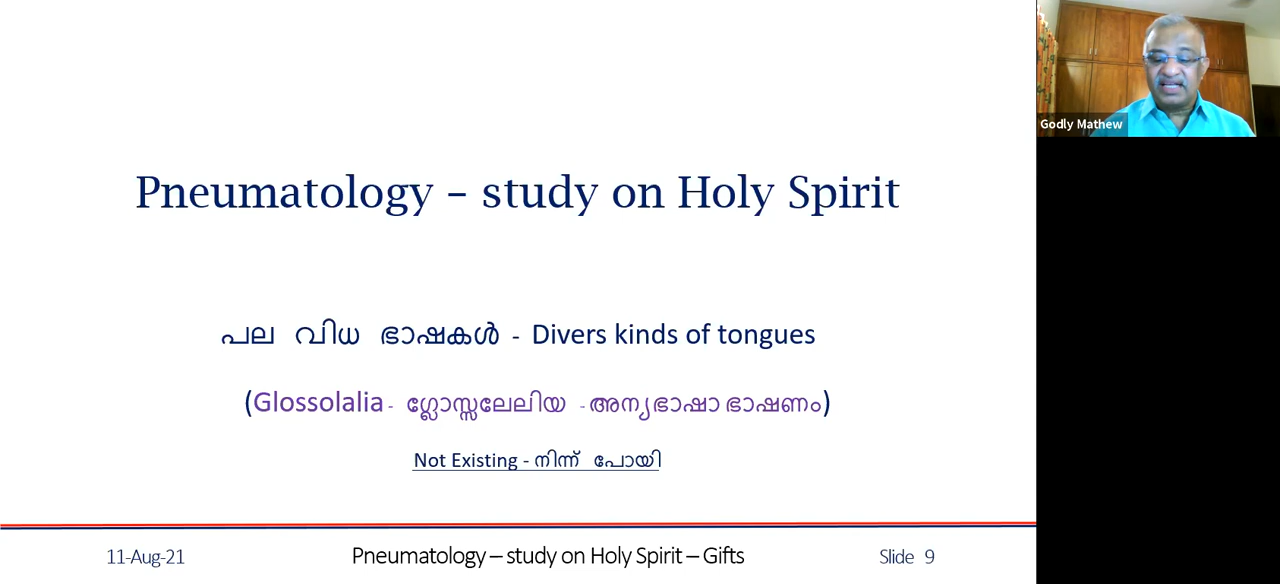 Pneumatology – study on Holy Spirit
പല വിധ ഭാഷകൾ - Divers kinds of tongues
(Glossolalia - ഗ്ലോസ്സലേലിയ - അന്യഭാഷാ ഭാഷണം)
Not Existing - നിന്ന് പോയി
11-Aug-21 Pneumatology – study on Holy Spirit – Gifts Slide 9
Godly Mathew